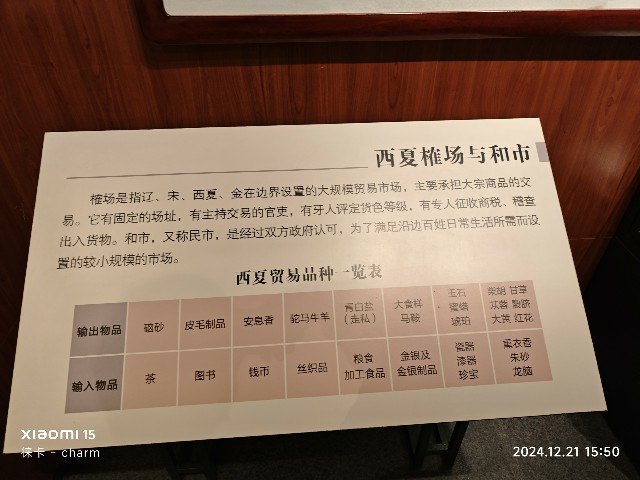 西夏榷场与和市
榷场是指辽、宋、西夏、金在边界设置的大规模贸易市场，主要承担大宗商品的交
易。它有固定的场址，有主持交易的官吏，有牙人评定货色等级，有专人征收商税、稽查
出入货物。和市，又称民市，是经过双方政府认可，为了满足沿边百姓日常生活所需而设
置的较小规模的市场。
西夏贸易品种一览表
输出物品 硇砂 皮毛制品 安息香 驼马牛羊 青白盐（走私） 大食样马鞍 玉石 蜜蜡 琥珀 柴胡 甘草 苁蓉 大黄 红花
输入物品 茶 图书 钱币 丝织品 粮食加工食品 金银及金银制品 瓷器 漆器 珍宝 薰衣香 朱砂 龙脑
XIAOMI 15
徕卡 - charm
2024.12.21 15:50